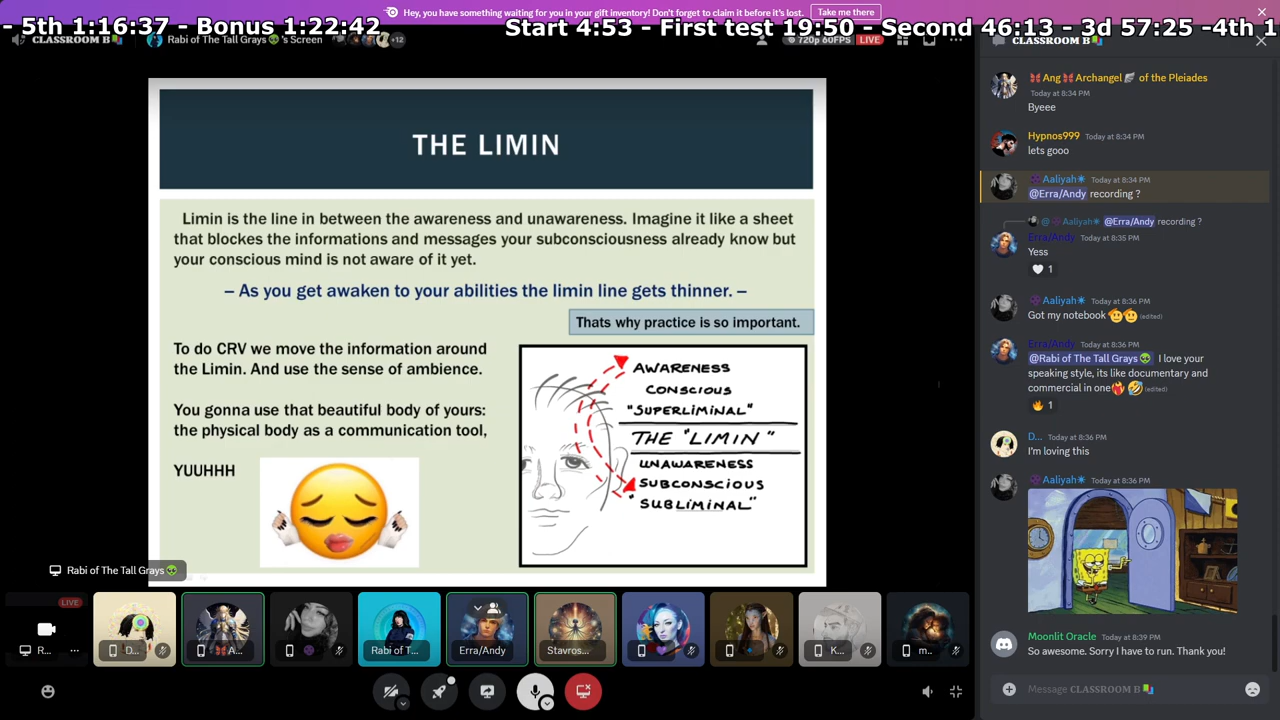 Hey, you have something waiting for you in your gift inventory! Don't forget to claim it before it's lost.
Take me there
- 5th 1:16:37 - Bonus 1:22:42
Start 4:53 - First test 19:50 - Second 46:13 - 3d 57:25 -4th 1
CLASSROOM B
Rabi of The Tall Grays 's Screen
+12
720p 60FPS LIVE
CLASSROOM B
THE LIMIN
Limin is the line in between the awareness and unawareness. Imagine it like a sheet
that blockes the informations and messages your subconsciousness already know but
your conscious mind is not aware of it yet.
– As you get awaken to your abilities the limin line gets thinner. –
Thats why practice is so important.
To do CRV we move the information around
the Limin. And use the sense of ambience.
You gonna use that beautiful body of yours:
the physical body as a communication tool,
YUUHHH
AWARENESS
CONSCIOUS
"SUPERLIMINAL"
THE "LIMIN"
UNAWARENESS
SUBCONSCIOUS
"SUBLIMINAL"
Rabi of The Tall Grays
LIVE
R...
D...
A...
Rabi of T...
Erra/Andy
Stavros...
K...
m...
Ang Archangel of the Pleiades
Today at 8:34 PM
Byeee
Hypnos999 Today at 8:34 PM
lets gooo
Aaliyah Today at 8:34 PM
@Erra/Andy recording ?
@ Aaliyah @Erra/Andy recording ?
Erra/Andy Today at 8:35 PM
Yess
1
Aaliyah Today at 8:36 PM
Got my notebook (edited)
Erra/Andy Today at 8:36 PM
@Rabi of The Tall Grays I love your
speaking style, its like documentary and
commercial in one (edited)
1
D... Today at 8:36 PM
I'm loving this
Aaliyah Today at 8:36 PM
Moonlit Oracle Today at 8:39 PM
So awesome. Sorry I have to run. Thank you!
Message CLASSROOM B